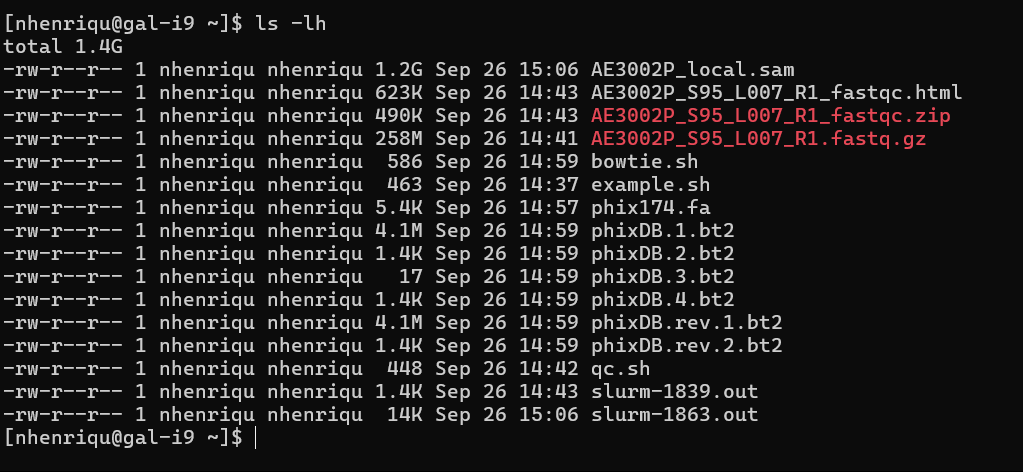 [nhenriqu@gal-i9 ~]$ ls -lh
total 1.4G
-rw-r--r-- 1 nhenriqu nhenriqu 1.2G Sep 26 15:06 AE3002P_local.sam
-rw-r--r-- 1 nhenriqu nhenriqu 623K Sep 26 14:43 AE3002P_S95_L007_R1_fastqc.html
-rw-r--r-- 1 nhenriqu nhenriqu 490K Sep 26 14:43 AE3002P_S95_L007_R1_fastqc.zip
-rw-r--r-- 1 nhenriqu nhenriqu 258M Sep 26 14:41 AE3002P_S95_L007_R1.fastq.gz
-rw-r--r-- 1 nhenriqu nhenriqu  586 Sep 26 14:59 bowtie.sh
-rw-r--r-- 1 nhenriqu nhenriqu  463 Sep 26 14:37 example.sh
-rw-r--r-- 1 nhenriqu nhenriqu 5.4K Sep 26 14:57 phix174.fa
-rw-r--r-- 1 nhenriqu nhenriqu 4.1M Sep 26 14:59 phixDB.1.bt2
-rw-r--r-- 1 nhenriqu nhenriqu 1.4K Sep 26 14:59 phixDB.2.bt2
-rw-r--r-- 1 nhenriqu nhenriqu   17 Sep 26 14:59 phixDB.3.bt2
-rw-r--r-- 1 nhenriqu nhenriqu 1.4K Sep 26 14:59 phixDB.4.bt2
-rw-r--r-- 1 nhenriqu nhenriqu 4.1M Sep 26 14:59 phixDB.rev.1.bt2
-rw-r--r-- 1 nhenriqu nhenriqu 1.4K Sep 26 14:59 phixDB.rev.2.bt2
-rw-r--r-- 1 nhenriqu nhenriqu  448 Sep 26 14:42 qc.sh
-rw-r--r-- 1 nhenriqu nhenriqu 1.4K Sep 26 14:43 slurm-1839.out
-rw-r--r-- 1 nhenriqu nhenriqu  14K Sep 26 15:06 slurm-1863.out
[nhenriqu@gal-i9 ~]$